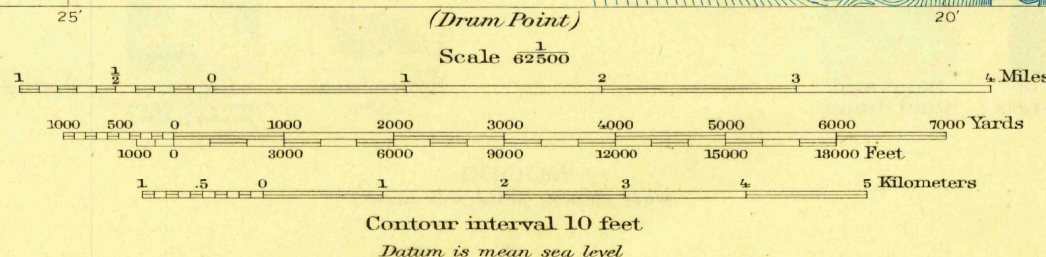 25' 20'
(Drum Point)
Scale 1/62500
1 1/2 0 1 2 3 4 Miles
1000 500 0 1000 2000 3000 4000 5000 6000 7000 Yards
1000 0 3000 6000 9000 12000 15000 18000 Feet
1 .5 0 1 2 3 4 5 Kilometers
Contour interval 10 feet
Datum is mean sea level